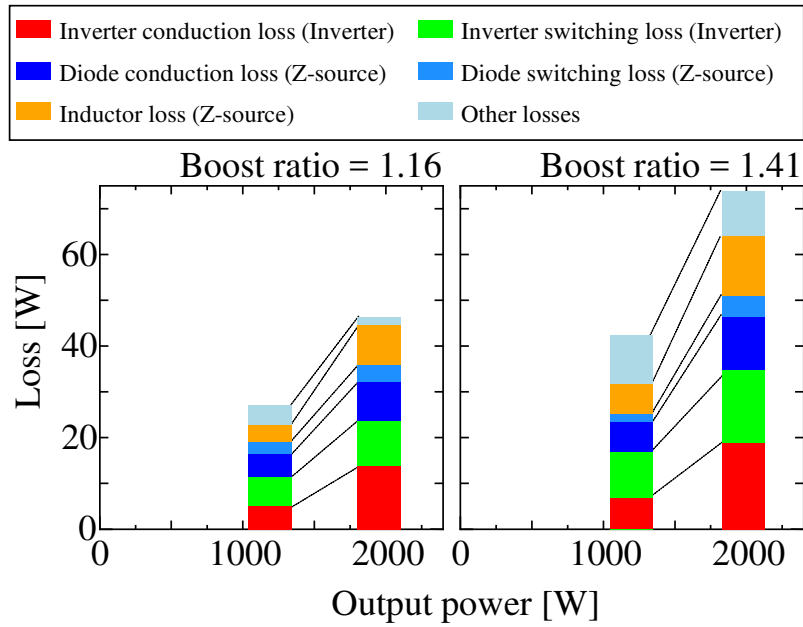 Inverter conduction loss (Inverter) Inverter switching loss (Inverter)
Diode conduction loss (Z-source) Diode switching loss (Z-source)
Inductor loss (Z-source) Other losses
Boost ratio = 1.16 Boost ratio = 1.41
60
40
20
0
Loss [W]
0 1000 2000 0 1000 2000
Output power [W]